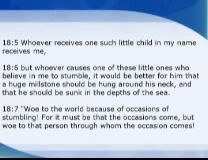 18:5 Whoever receives one such little child in my name
receives me,
18:6 but whoever causes one of these little ones who
believe in me to stumble, it would be better for him that
a huge millstone should be hung around his neck, and
that he should be sunk in the depths of the sea.
18:7 "Woe to the world because of occasions of
stumbling! For it must be that the occasions come, but
woe to that person through whom the occasion comes!